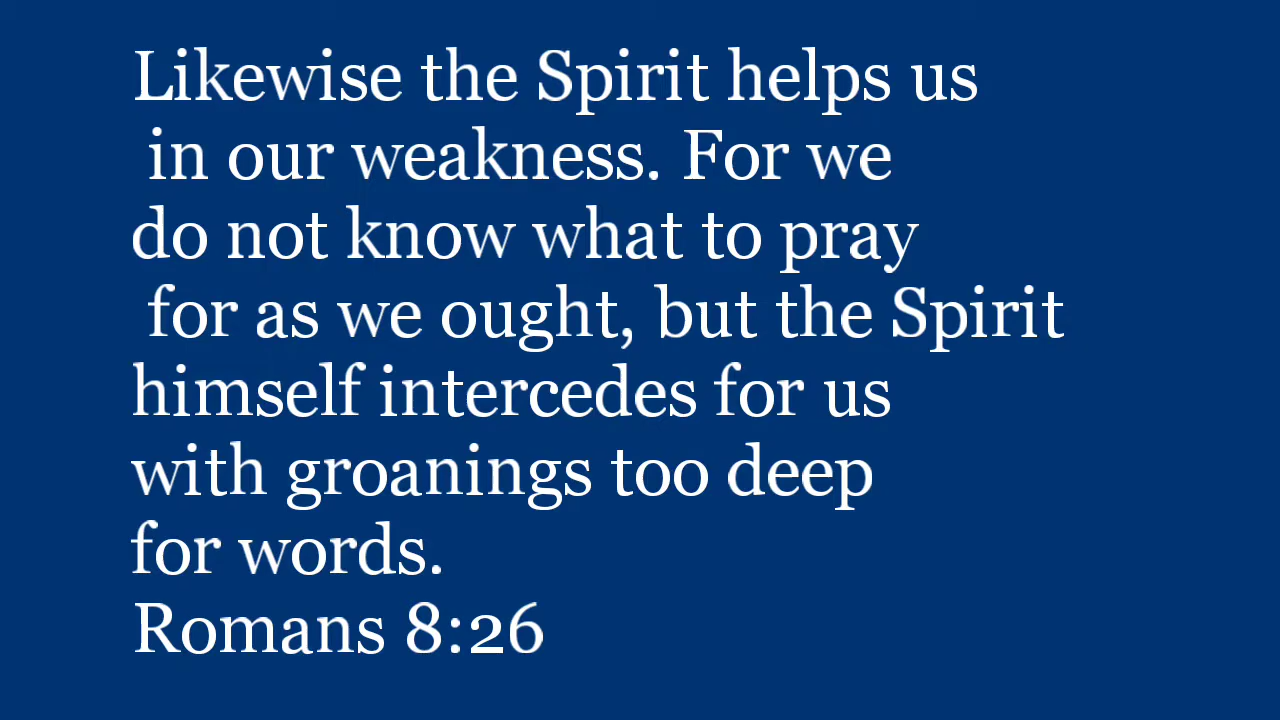 Likewise the Spirit helps us
in our weakness. For we
do not know what to pray
for as we ought, but the Spirit
himself intercedes for us
with groanings too deep
for words.
Romans 8:26